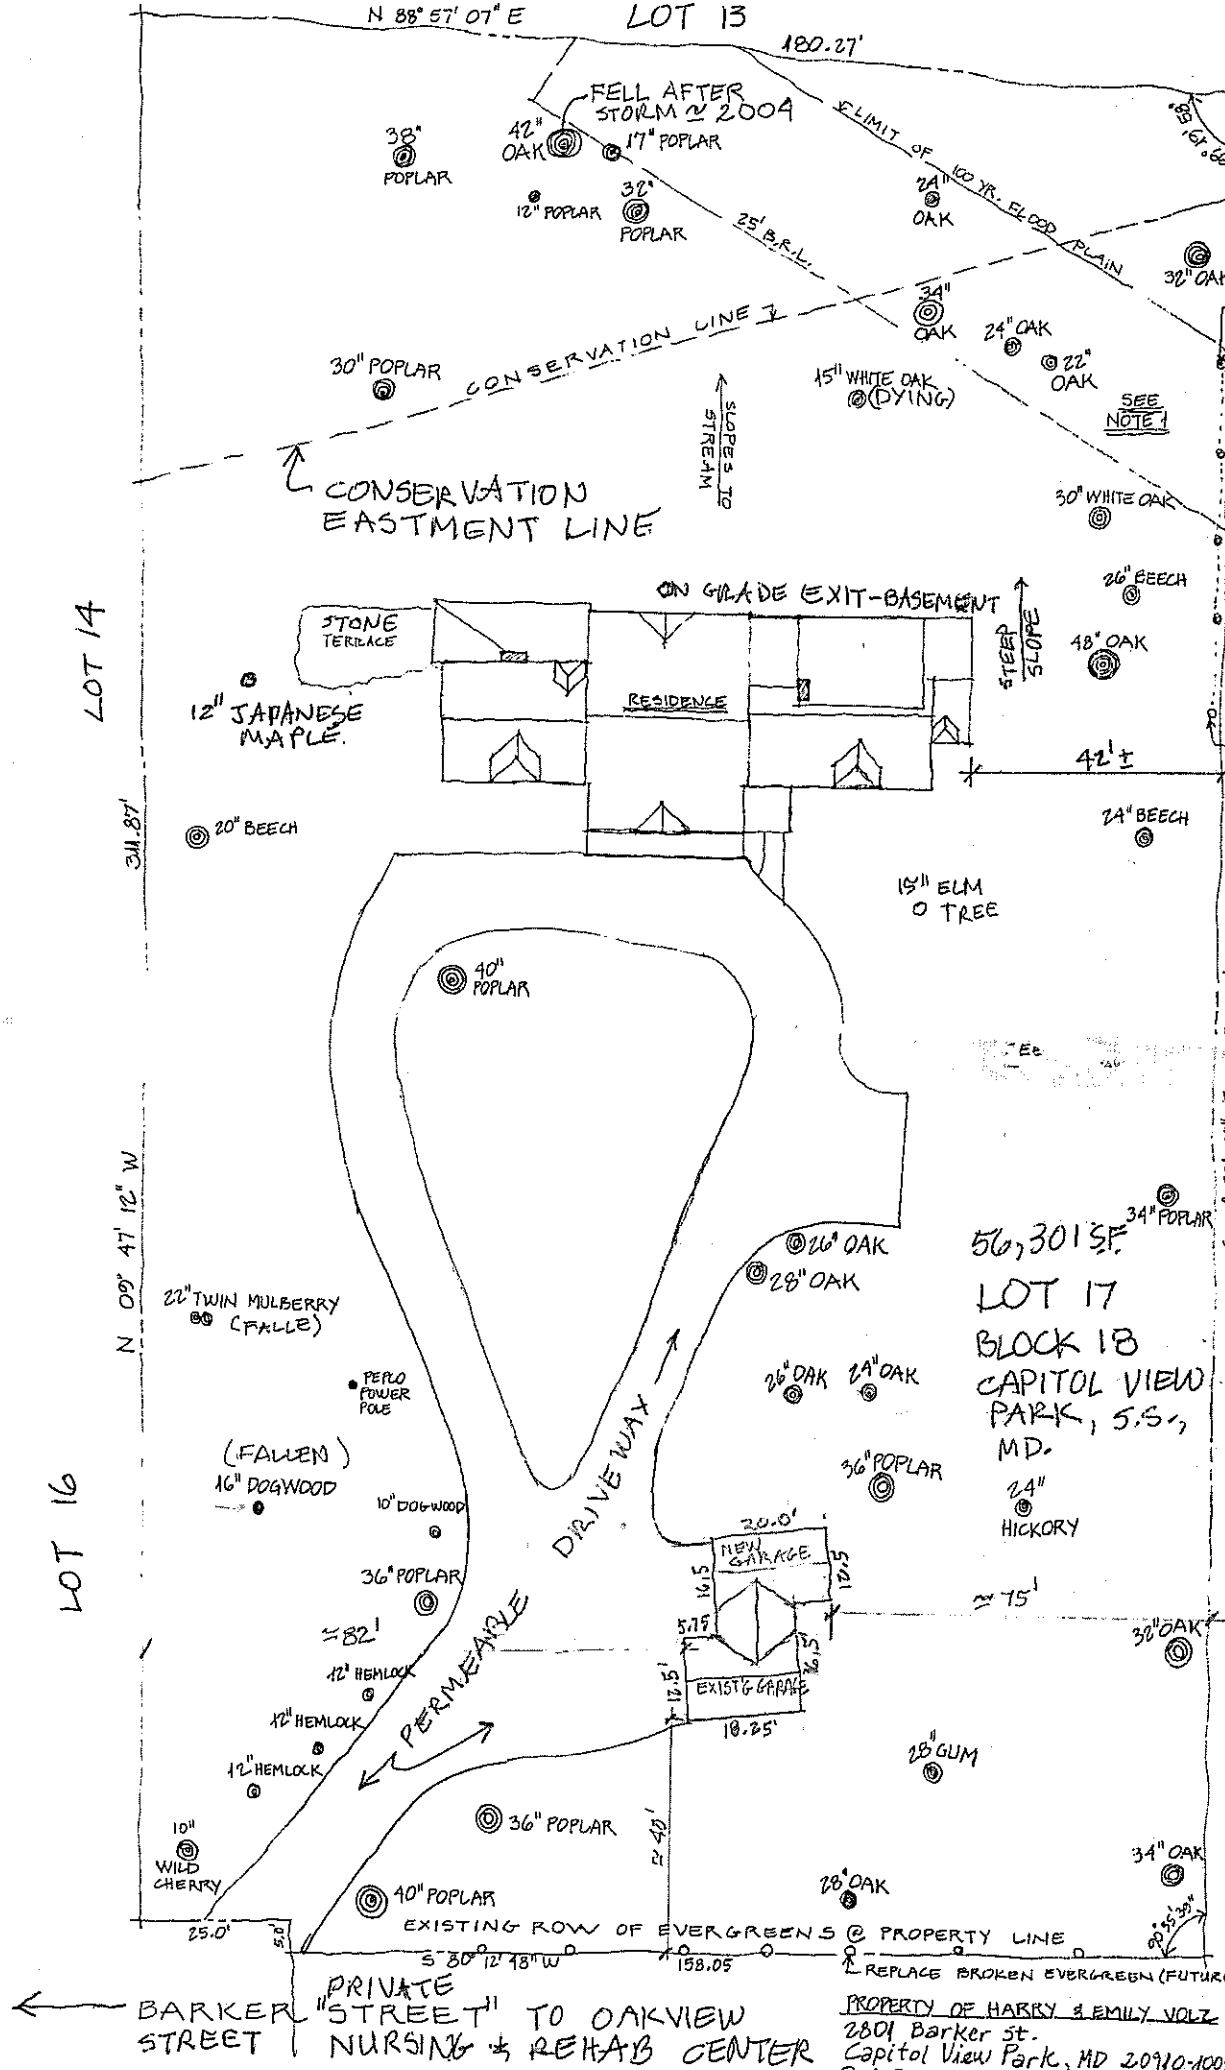 N 88° 57' 07" E
LOT 13
180.27'
FELL AFTER
STORM ≈ 2004
42"
OAK
17" POPLAR
38"
POPLAR
12" POPLAR
32"
POPLAR
LIMIT OF 100 YR. FLOOD PLAIN
24"
OAK
25' B.R.L.
32" OAK
34"
OAK
24" OAK
22"
OAK
CONSERVATION LINE
30" POPLAR
15" WHITE OAK
(DYING)
SEE
NOTE 1
SLOPES TO
STREAM
CONSERVATION
EASTMENT LINE
30" WHITE OAK
26" BEECH
ON GRADE EXIT-BASEMENT
STEEP
SLOPE
48" OAK
STONE
TERRACE
LOT 14
12" JAPANESE
MAPLE.
RESIDENCE
42' ±
311.87'
20" BEECH
24" BEECH
15" ELM
TREE
40"
POPLAR
N 09° 47' 12" W
34" POPLAR
26" OAK
28" OAK
56,301 SF.
LOT 17
BLOCK 18
CAPITOL VIEW
PARK, S.S.,
MD.
22" TWIN MULBERRY
(FALLE)
PEPCO
POWER
POLE
26" OAK
24" OAK
(FALLEN)
16" DOGWOOD
10" DOGWOOD
36" POPLAR
24"
HICKORY
LOT 16
PERMEABLE DRIVEWAY
20.0'
NEW
GARAGE
16.5
12.5
36" POPLAR
≈ 82'
≈ 75'
5.75
32" OAK
12" HEMLOCK
12.5'
16.5
EXIST'G GARAGE
18.25'
12" HEMLOCK
12" HEMLOCK
28" GUM
36" POPLAR
≈ 40'
10"
WILD
CHERRY
34" OAK
40" POPLAR
28" OAK
EXISTING ROW OF EVERGREENS @ PROPERTY LINE
25.0'
5.0'
S 80° 12' 48" W
158.05
REPLACE BROKEN EVERGREEN (FUTURE
BARKER
STREET
PRIVATE
"STREET" TO OAKVIEW
NURSING & REHAB CENTER
PROPERTY OF HARRY & EMILY VOLZ
2801 Barker St.
Capitol View Park, MD 20910-100